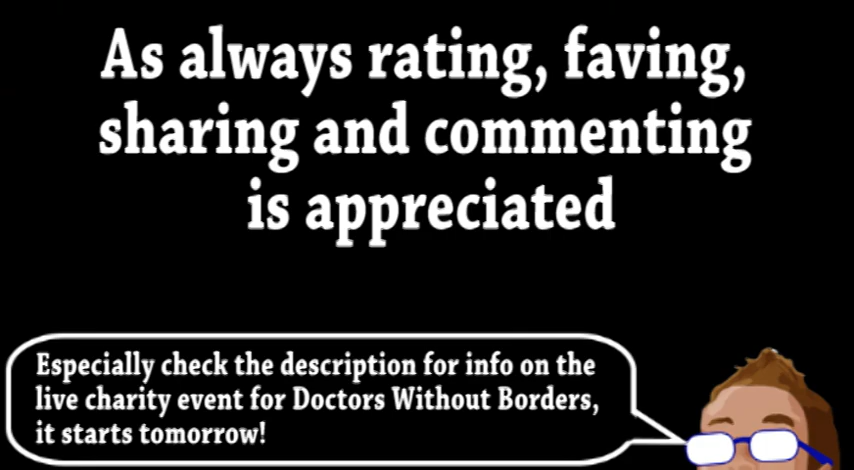 As always rating, faving,
sharing and commenting
is appreciated
Especially check the description for info on the
live charity event for Doctors Without Borders,
it starts tomorrow!